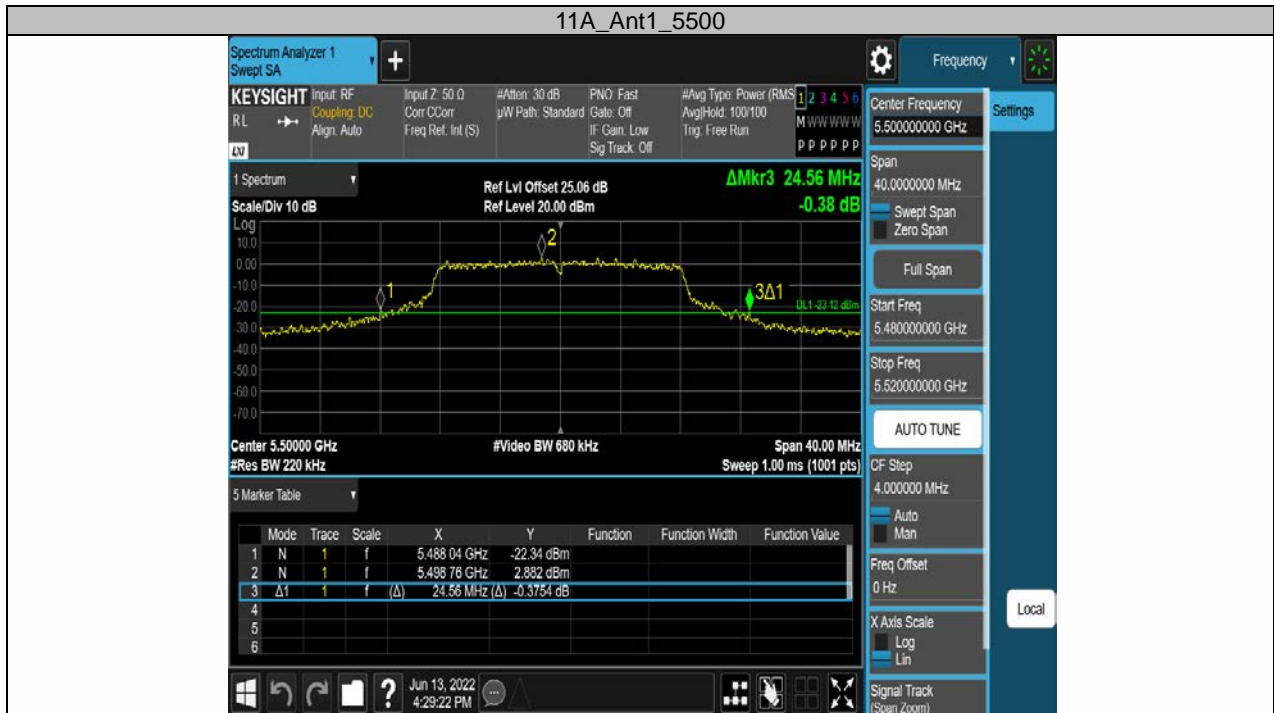 11A_Ant1_5500
Spectrum Analyzer 1
Swept SA
+
Frequency
KEYSIGHT
RL
LXI
Input: RF
Coupling: DC
Align: Auto
Input Z: 50 Ω
Corr CCorr
Freq Ref: Int (S)
#Atten: 30 dB
µW Path: Standard
PNO: Fast
Gate: Off
IF Gain: Low
Sig Track: Off
#Avg Type: Power (RMS
Avg|Hold: 100/100
Trig: Free Run
1 2 3 4 5 6
M W W W W W
P P P P P P
1 Spectrum
Scale/Div 10 dB
Ref Lvl Offset 25.06 dB
Ref Level 20.00 dBm
ΔMkr3 24.56 MHz
-0.38 dB
Log
10.0
0.00
-10.0
-20.0
-30.0
-40.0
-50.0
-60.0
-70.0
1
2
3Δ1
DL1 -23.12 dBm
Center 5.50000 GHz
#Res BW 220 kHz
#Video BW 680 kHz
Span 40.00 MHz
Sweep 1.00 ms (1001 pts)
5 Marker Table
Mode Trace Scale X Y Function Function Width Function Value
1 N 1 f 5.488 04 GHz -22.34 dBm
2 N 1 f 5.498 76 GHz 2.882 dBm
3 Δ1 1 f (Δ) 24.56 MHz (Δ) -0.3754 dB
4
5
6
Jun 13, 2022
4:29:22 PM
?
Center Frequency
5.500000000 GHz
Settings
Span
40.0000000 MHz
Swept Span
Zero Span
Full Span
Start Freq
5.480000000 GHz
Stop Freq
5.520000000 GHz
AUTO TUNE
CF Step
4.000000 MHz
Auto
Man
Freq Offset
0 Hz
X Axis Scale
Log
Lin
Local
Signal Track
(Span Zoom)